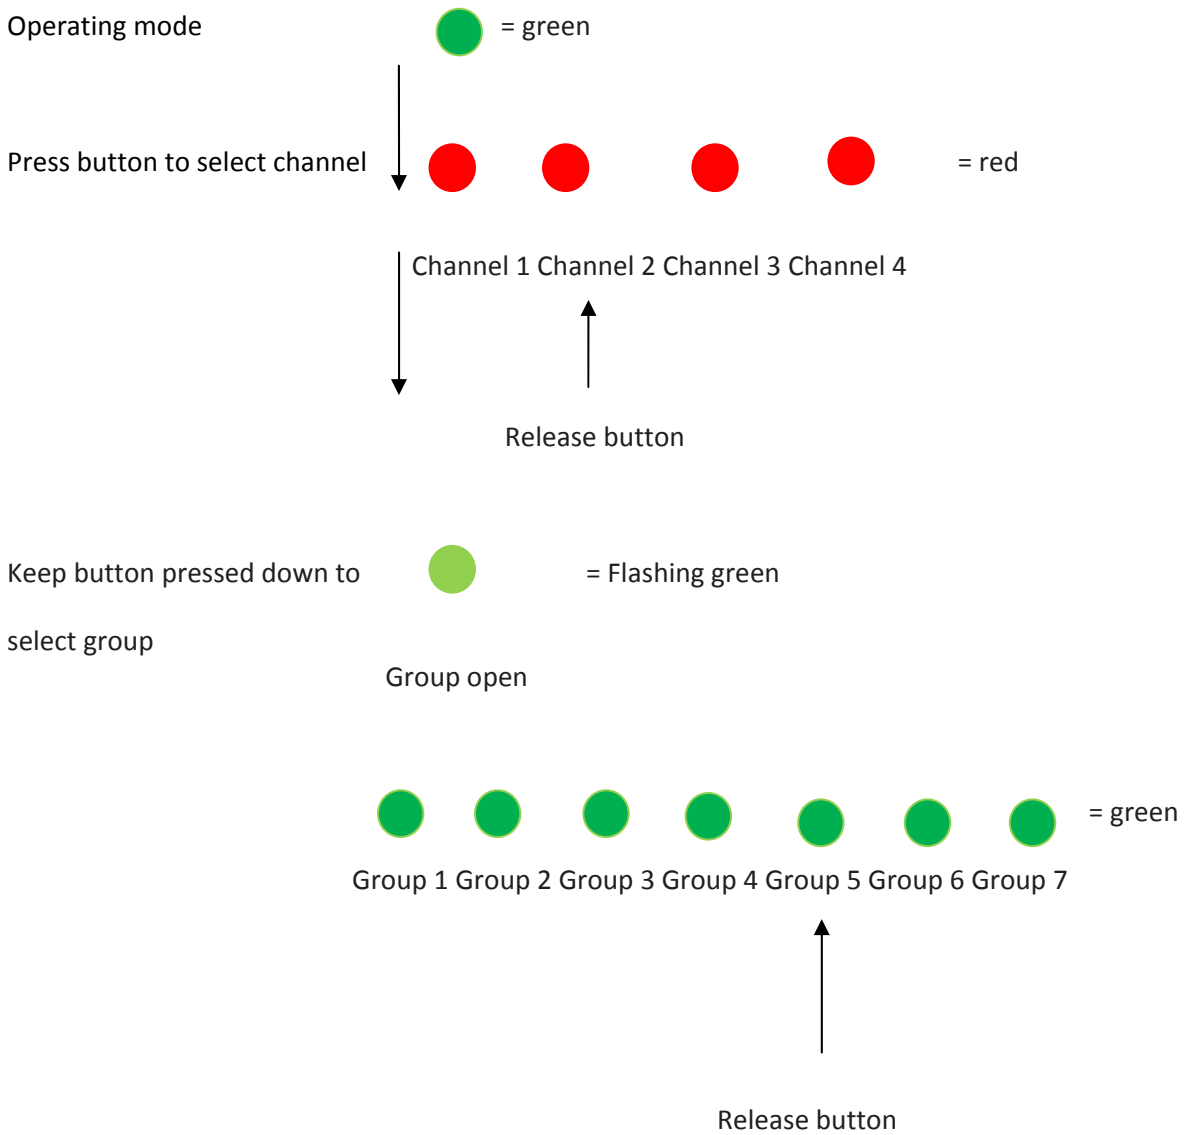 Operating mode = green
Press button to select channel = red
Channel 1 Channel 2 Channel 3 Channel 4
Release button
Keep button pressed down to = Flashing green
select group
Group open
= green
Group 1 Group 2 Group 3 Group 4 Group 5 Group 6 Group 7
Release button